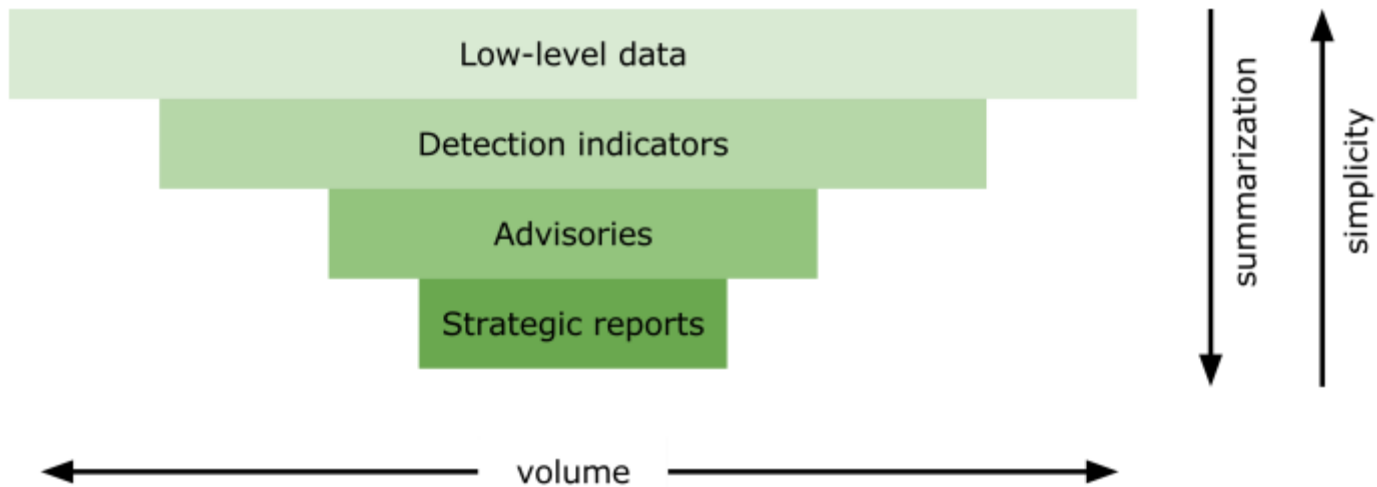 Low-level data
Detection indicators
Advisories
Strategic reports
summarization
simplicity
volume